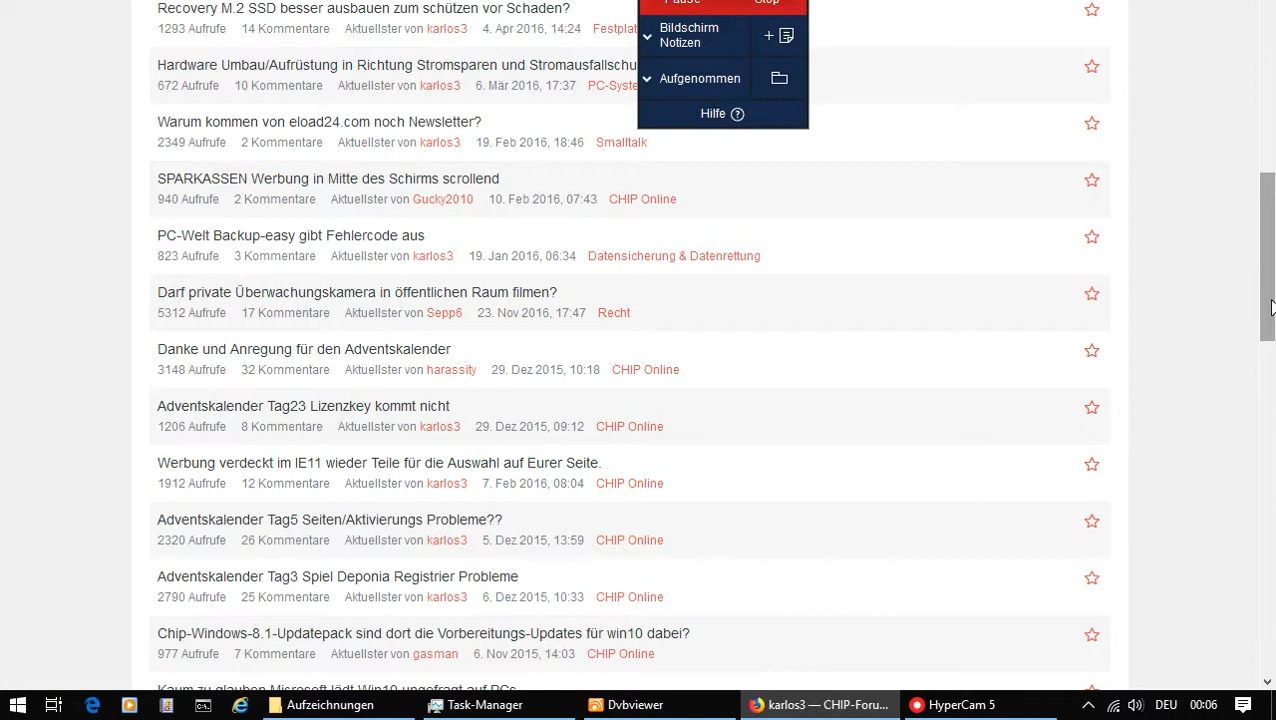 Recovery M.2 SSD besser ausbauen zum schützen vor Schaden?
1293 Aufrufe 14 Kommentare Aktuellster von karlos3 4. Apr 2016, 14:24 Festplat
Pause Stop
Bildschirm
Notizen
Aufgenommen
Hilfe
Hardware Umbau/Aufrüstung in Richtung Stromsparen und Stromausfallschu
672 Aufrufe 10 Kommentare Aktuellster von karlos3 6. Mär 2016, 17:37 PC-Syste
Warum kommen von eload24.com noch Newsletter?
2349 Aufrufe 2 Kommentare Aktuellster von karlos3 19. Feb 2016, 18:46 Smalltalk
SPARKASSEN Werbung in Mitte des Schirms scrollend
940 Aufrufe 2 Kommentare Aktuellster von Gucky2010 10. Feb 2016, 07:43 CHIP Online
PC-Welt Backup-easy gibt Fehlercode aus
823 Aufrufe 3 Kommentare Aktuellster von karlos3 19. Jan 2016, 06:34 Datensicherung & Datenrettung
Darf private Überwachungskamera in öffentlichen Raum filmen?
5312 Aufrufe 17 Kommentare Aktuellster von Sepp6 23. Nov 2016, 17:47 Recht
Danke und Anregung für den Adventskalender
3148 Aufrufe 32 Kommentare Aktuellster von harassity 29. Dez 2015, 10:18 CHIP Online
Adventskalender Tag23 Lizenzkey kommt nicht
1206 Aufrufe 8 Kommentare Aktuellster von karlos3 29. Dez 2015, 09:12 CHIP Online
Werbung verdeckt im IE11 wieder Teile für die Auswahl auf Eurer Seite.
1912 Aufrufe 12 Kommentare Aktuellster von karlos3 7. Feb 2016, 08:04 CHIP Online
Adventskalender Tag5 Seiten/Aktivierungs Probleme??
2320 Aufrufe 26 Kommentare Aktuellster von karlos3 5. Dez 2015, 13:59 CHIP Online
Adventskalender Tag3 Spiel Deponia Registrier Probleme
2790 Aufrufe 25 Kommentare Aktuellster von karlos3 6. Dez 2015, 10:33 CHIP Online
Chip-Windows-8.1-Updatepack sind dort die Vorbereitungs-Updates für win10 dabei?
977 Aufrufe 7 Kommentare Aktuellster von gasman 6. Nov 2015, 14:03 CHIP Online
Kaum zu glauben Microsoft lädt Win10 ungefragt auf PCs
Aufzeichnungen Task-Manager Dvbviewer karlos3 — CHIP-Foru... HyperCam 5 DEU 00:06